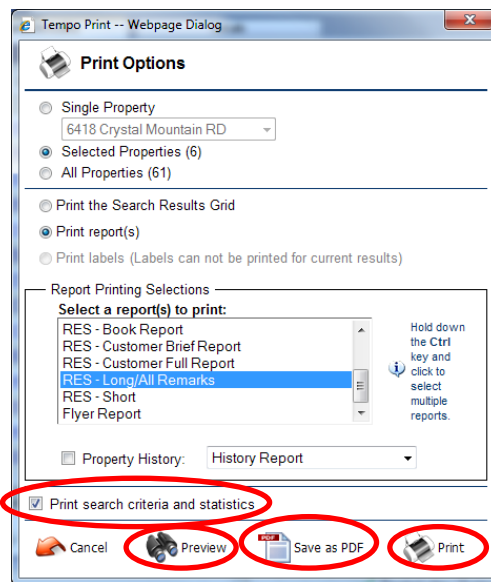 Tempo Print -- Webpage Dialog
x
Print Options
Single Property
6418 Crystal Mountain RD
Selected Properties (6)
All Properties (61)
Print the Search Results Grid
Print report(s)
Print labels (Labels can not be printed for current results)
Report Printing Selections
Select a report(s) to print:
RES - Book Report
RES - Customer Brief Report
RES - Customer Full Report
RES - Long/All Remarks
RES - Short
Flyer Report
Hold down
the Ctrl
key and
click to
select
multiple
reports.
Property History: History Report
Print search criteria and statistics
Cancel Preview PDF Save as PDF Print